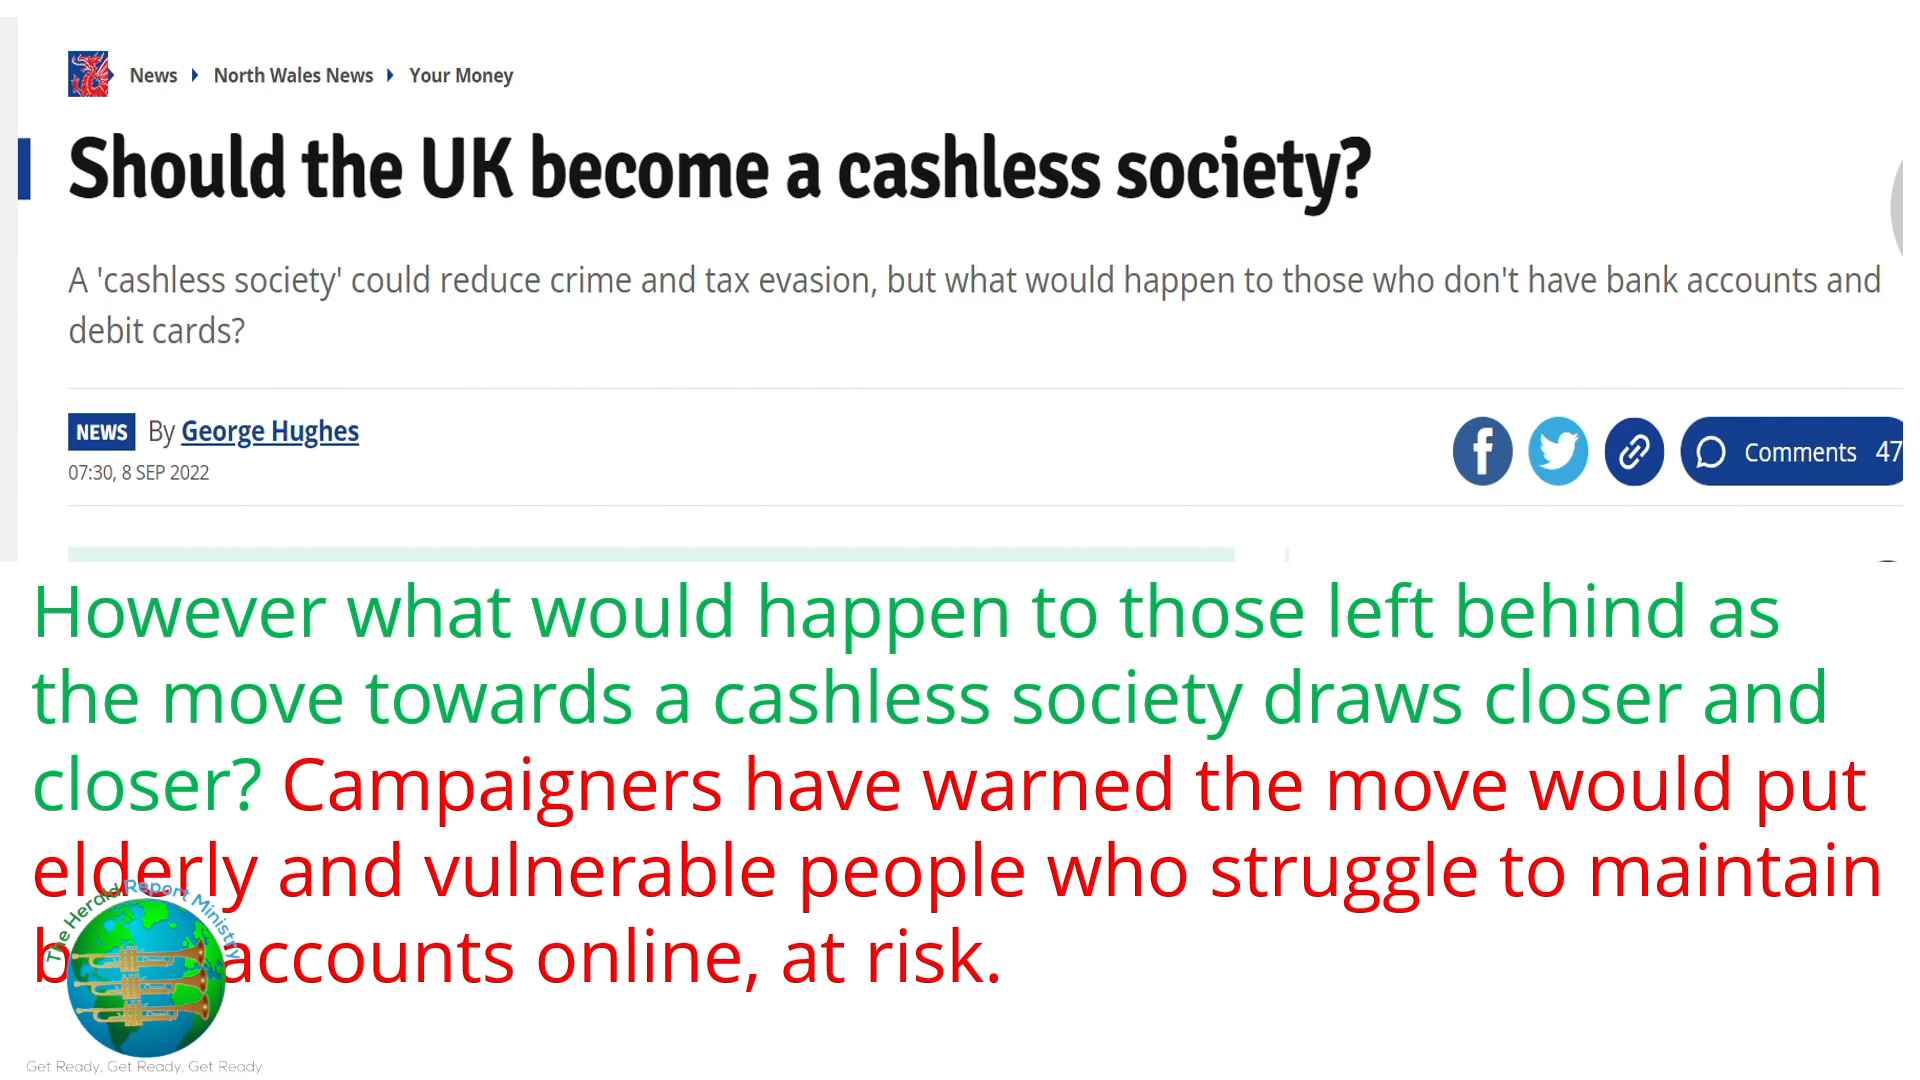 News North Wales News Your Money
Should the UK become a cashless society?
A 'cashless society' could reduce crime and tax evasion, but what would happen to those who don't have bank accounts and
debit cards?
NEWS By George Hughes
07:30, 8 SEP 2022
Comments 47
However what would happen to those left behind as
the move towards a cashless society draws closer and
closer? Campaigners have warned the move would put
elderly and vulnerable people who struggle to maintain
accounts online, at risk.
The Herald Report Ministry
Get Ready, Get Ready, Get Ready